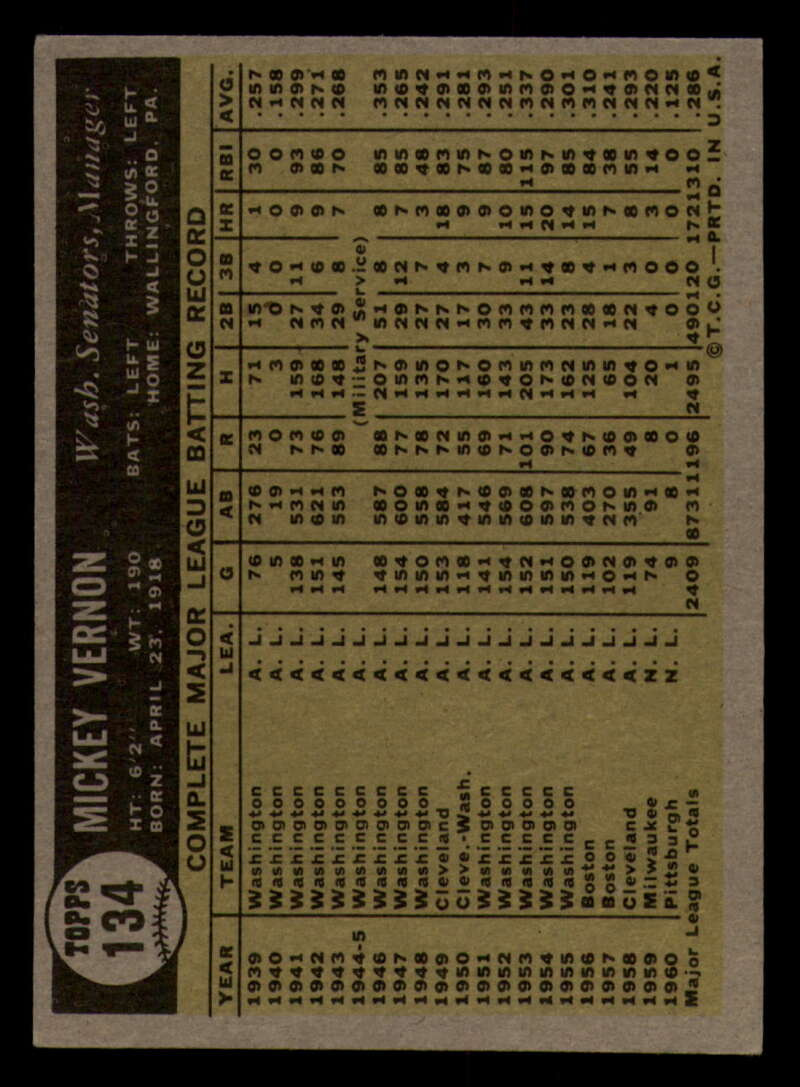 TOPPS
134
MICKEY VERNON Wash. Senators, Manager
HT: 6'2" WT: 190 BATS: LEFT THROWS: LEFT
BORN: APRIL 23, 1918 HOME: WALLINGFORD, PA.
COMPLETE MAJOR LEAGUE BATTING RECORD
YEAR TEAM LEA. G AB R H 2B 3B HR RBI AVG.
1939 Washington A. L. 76 276 23 71 15 4 1 30 .257
1940 Washington A. L. 5 19 0 3 0 0 0 0 .158
1941 Washington A. L. 138 531 73 159 27 11 9 93 .299
1942 Washington A. L. 151 621 76 168 34 6 9 86 .271
1943 Washington A. L. 145 553 89 148 29 8 7 70 .268
1944-5 Washington A. L. (Military Service)
1946 Washington A. L. 148 587 88 207 51 8 8 85 .353
1947 Washington A. L. 154 600 77 159 29 12 7 85 .265
1948 Washington A. L. 150 558 78 135 27 7 3 48 .242
1949 Cleveland A. L. 153 584 72 170 27 4 18 83 .291
1950 Cleve.-Wash. A. L. 118 417 55 117 17 3 9 75 .281
1951 Washington A. L. 141 546 69 160 30 7 9 87 .293
1952 Washington A. L. 154 569 71 143 33 9 10 80 .251
1953 Washington A. L. 152 608 101 205 43 11 15 115 .337
1954 Washington A. L. 151 597 90 173 33 14 20 97 .290
1955 Washington A. L. 150 538 74 162 23 8 14 85 .301
1956 Boston A. L. 119 403 67 125 28 4 15 84 .310
1957 Boston A. L. 102 270 36 65 18 1 7 38 .241
1958 Cleveland A. L. 119 355 49 104 22 3 8 55 .293
1959 Milwaukee N. L. 74 91 8 20 4 0 3 14 .220
1960 Pittsburgh N. L. 9 8 0 1 0 0 0 0 .125
Major League Totals 2409 8731 1196 2495 490 120 172 1310 .286
©T.C.G.—PRTD. IN U.S.A.